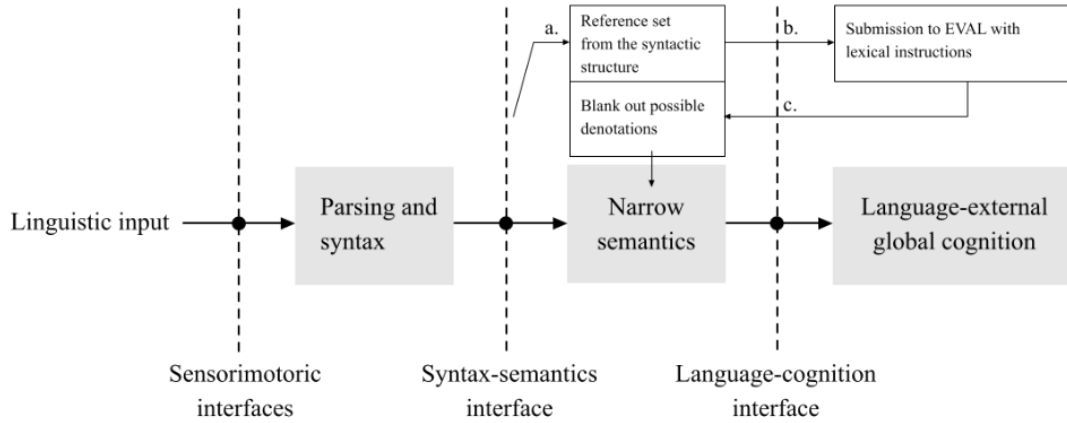 a.
Reference set
from the syntactic
structure
b.
Submission to EVAL with
lexical instructions
Blank out possible
denotations
c.
Linguistic input
Parsing and
syntax
Narrow
semantics
Language-external
global cognition
Sensorimotoric
interfaces
Syntax-semantics
interface
Language-cognition
interface